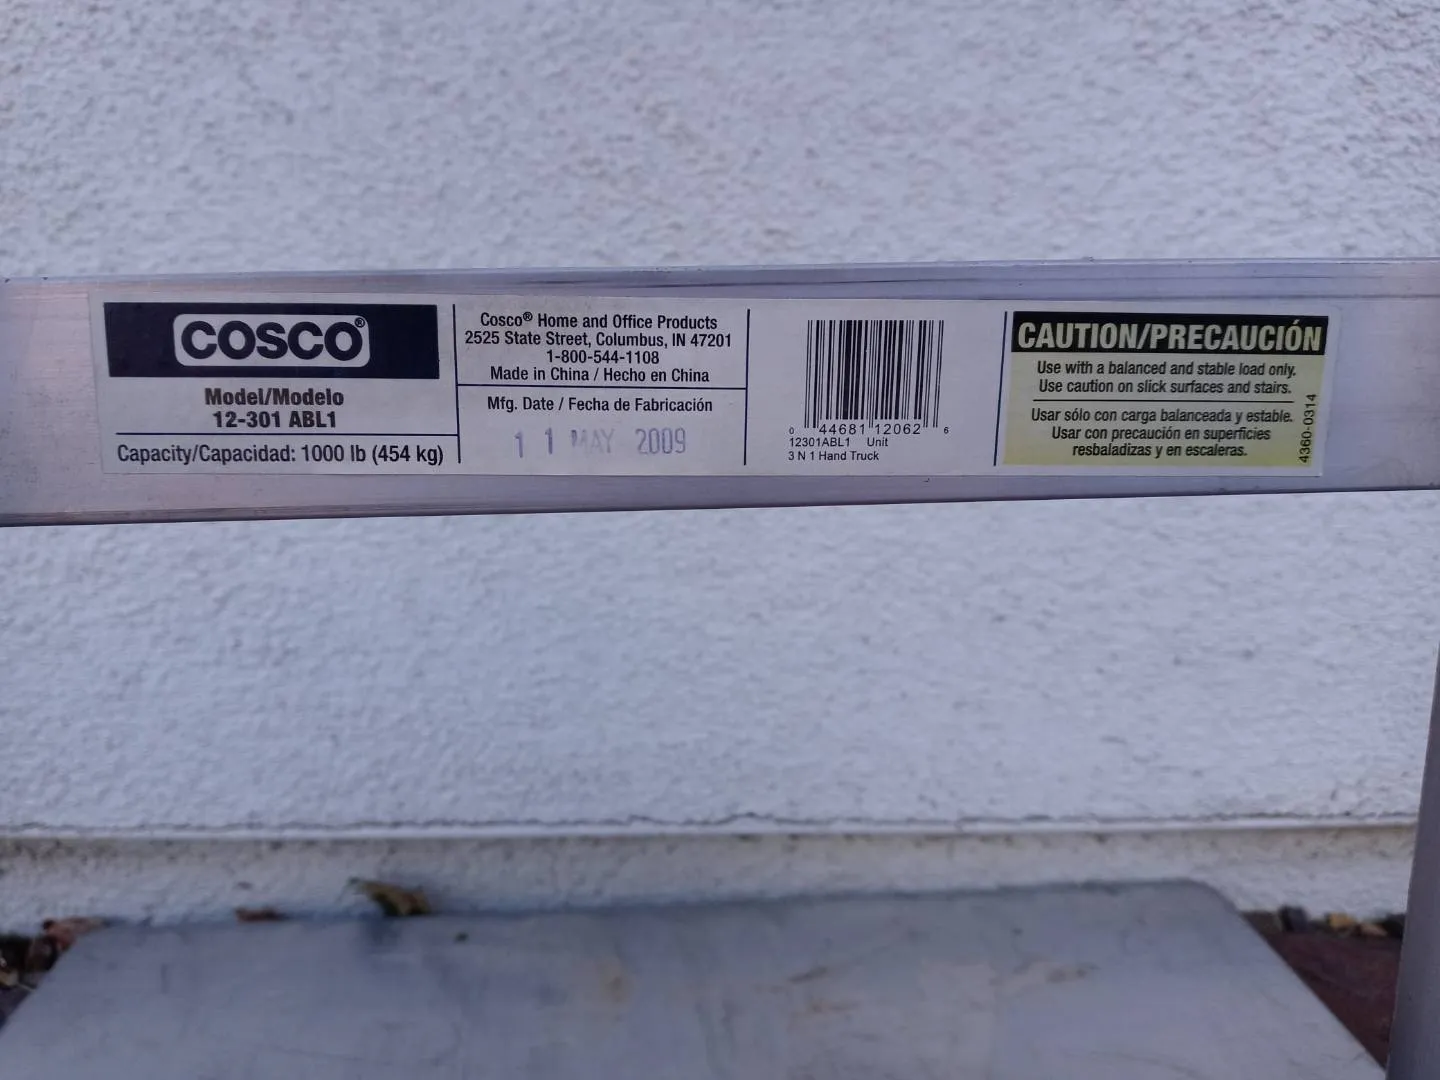 COSCO®
Model/Modelo
12-301 ABL1
Capacity/Capacidad: 1000 lb (454 kg)
Cosco® Home and Office Products
2525 State Street, Columbus, IN 47201
1-800-544-1108
Made in China / Hecho en China
Mfg. Date / Fecha de Fabricación
11 MAY 2009
0 44681 12062 6
12301ABL1 Unit
3 N 1 Hand Truck
CAUTION/PRECAUCIÓN
Use with a balanced and stable load only.
Use caution on slick surfaces and stairs.
Usar sólo con carga balanceada y estable.
Usar con precaución en superficies
resbaladizas y en escaleras.
4360-0314